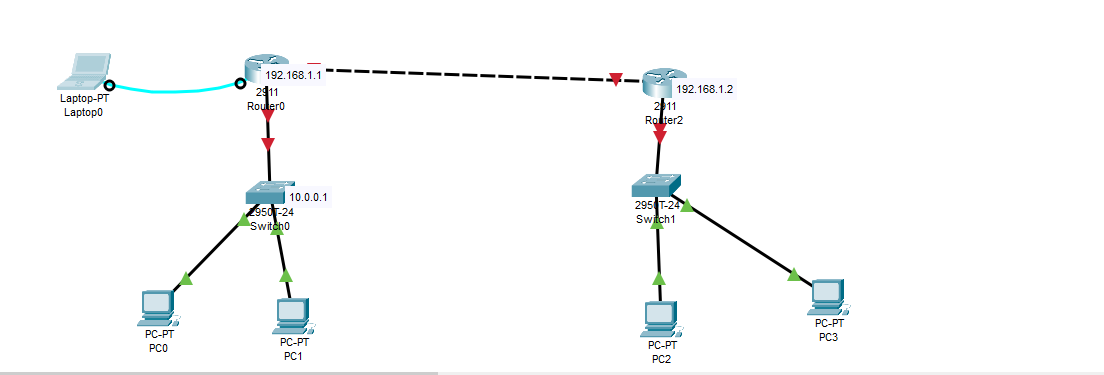 Laptop-PT
Laptop0
192.168.1.1
2911
Router0
192.168.1.2
2911
Router2
10.0.0.1
2950T-24
Switch0
2950T-24
Switch1
PC-PT
PC0
PC-PT
PC1
PC-PT
PC2
PC-PT
PC3